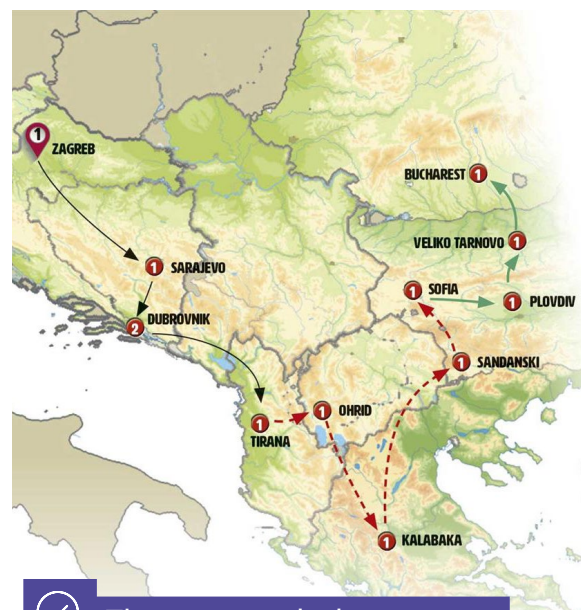 1 ZAGREB
BUCHAREST 1
VELIKO TARNOVO 1
1 SARAJEVO
1 SOFIA
1 PLOVDIV
2 DUBROVNIK
1 SANDANSKI
1 OHRID
1
TIRANA
1 KALABAKA